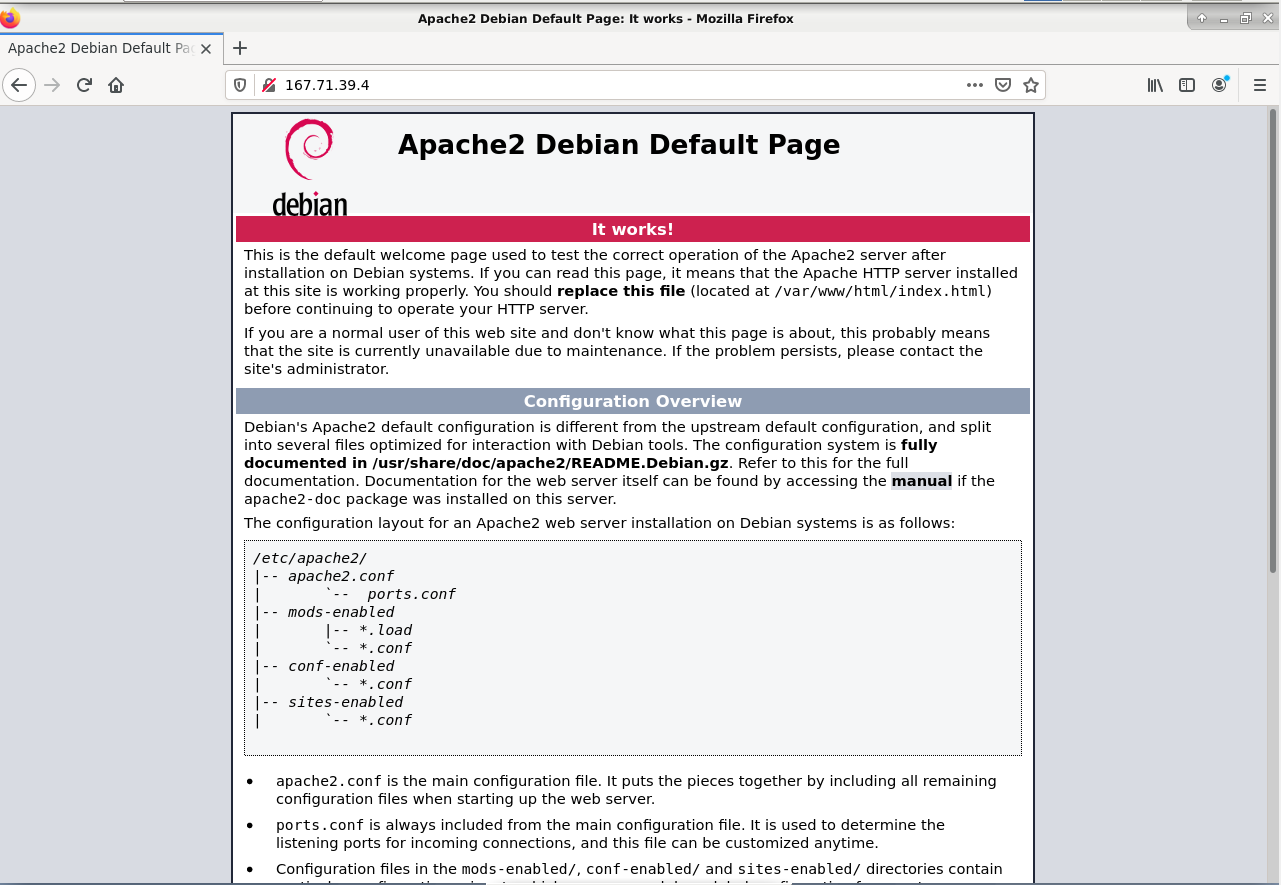 Apache2 Debian Default Page: It works - Mozilla Firefox
Apache2 Debian Default Pa
167.71.39.4
debian
Apache2 Debian Default Page
It works!
This is the default welcome page used to test the correct operation of the Apache2 server after
installation on Debian systems. If you can read this page, it means that the Apache HTTP server installed
at this site is working properly. You should replace this file (located at /var/www/html/index.html)
before continuing to operate your HTTP server.
If you are a normal user of this web site and don't know what this page is about, this probably means
that the site is currently unavailable due to maintenance. If the problem persists, please contact the
site's administrator.
Configuration Overview
Debian's Apache2 default configuration is different from the upstream default configuration, and split
into several files optimized for interaction with Debian tools. The configuration system is fully
documented in /usr/share/doc/apache2/README.Debian.gz. Refer to this for the full
documentation. Documentation for the web server itself can be found by accessing the manual if the
apache2-doc package was installed on this server.
The configuration layout for an Apache2 web server installation on Debian systems is as follows:
/etc/apache2/
|-- apache2.conf
|       `--  ports.conf
|-- mods-enabled
|       |-- *.load
|       `-- *.conf
|-- conf-enabled
|       `-- *.conf
|-- sites-enabled
|       `-- *.conf
• apache2.conf is the main configuration file. It puts the pieces together by including all remaining
configuration files when starting up the web server.
• ports.conf is always included from the main configuration file. It is used to determine the
listening ports for incoming connections, and this file can be customized anytime.
• Configuration files in the mods-enabled/, conf-enabled/ and sites-enabled/ directories contain